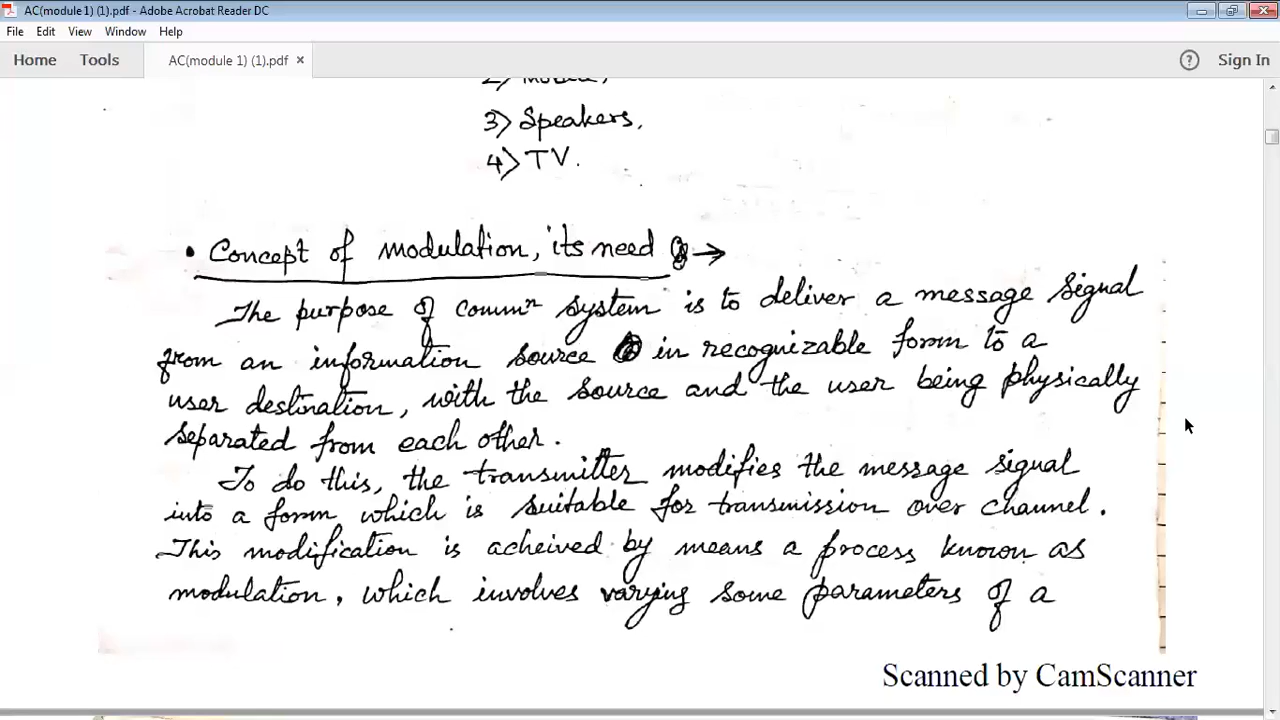 AC(module 1) (1).pdf - Adobe Acrobat Reader DC
File Edit View Window Help
Home Tools AC(module 1) (1).pdf × ? Sign In
2)
3) Speakers,
4) TV.
• Concept of modulation, its need →
The purpose of commⁿ system is to deliver a message signal
from an information source in recognizable form to a
user destination, with the source and the user being physically
separated from each other.
To do this, the transmitter modifies the message signal
into a form which is suitable for transmission over channel.
This modification is acheived by means a process known as
modulation, which involves varying some parameters of a
Scanned by CamScanner